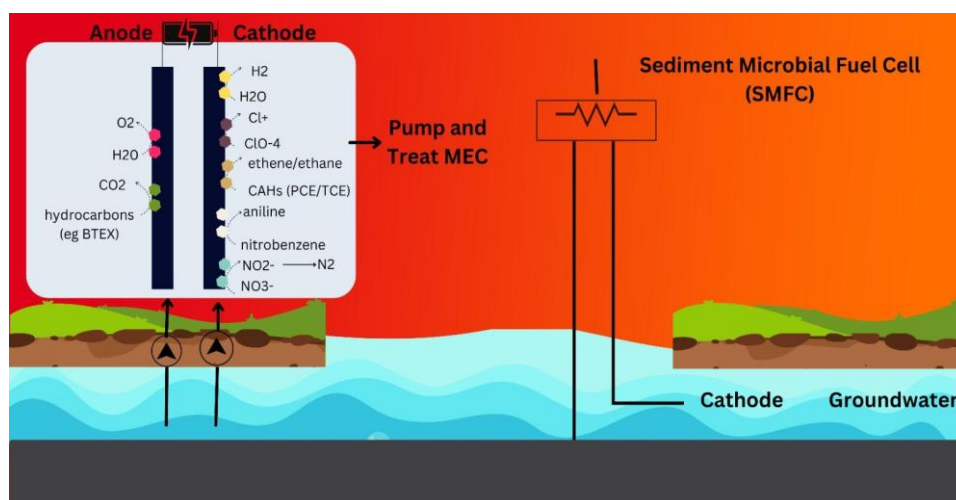 Anode
Cathode
H2
H2O
Cl+
ClO-4
ethene/ethane
CAHs (PCE/TCE)
aniline
nitrobenzene
NO2-
N2
NO3-
O2
H2O
CO2
hydrocarbons
(eg BTEX)
Pump and
Treat MEC
Sediment Microbial Fuel Cell
(SMFC)
Cathode
Groundwater